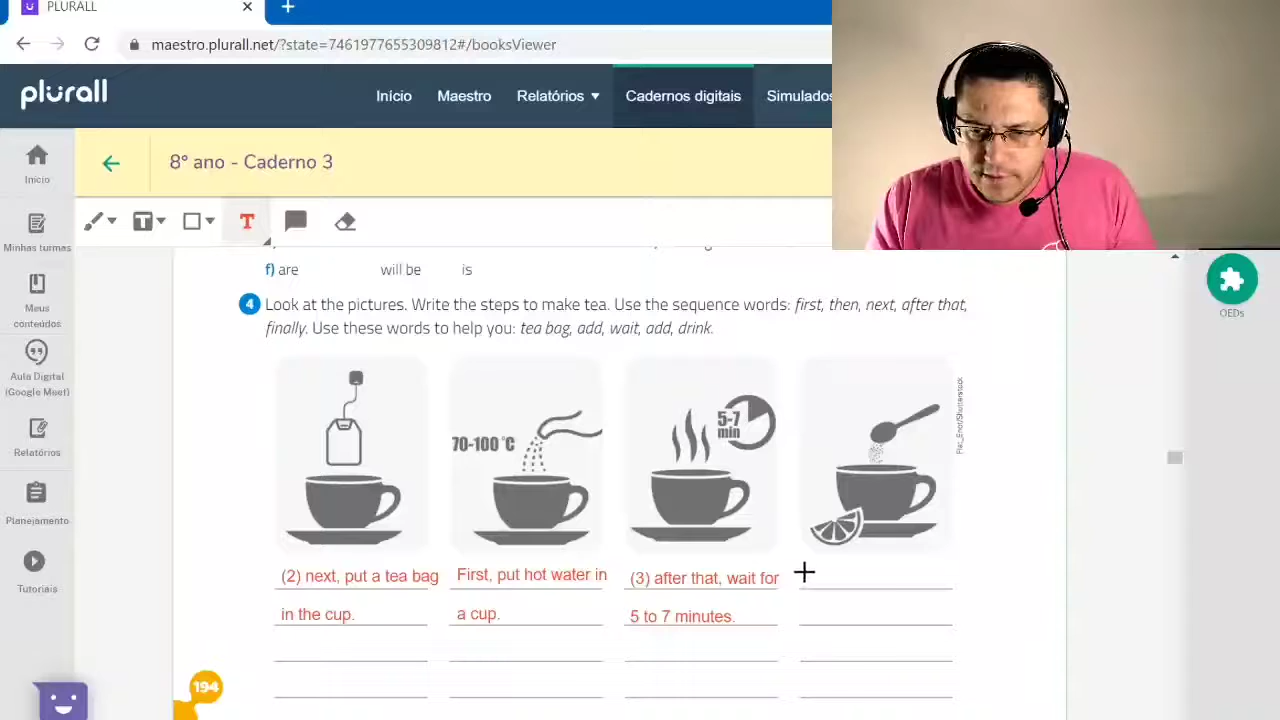 PLURALL
maestro.plurall.net/?state=7461977655309812#/booksViewer
plurall
Início Maestro Relatórios Cadernos digitais Simulados
8º ano - Caderno 3
Início
Minhas turmas
Meus conteúdos
Aula Digital (Google Meet)
Relatórios
Planejamento
Tutoriais
OEDs
f) are will be is
4 Look at the pictures. Write the steps to make tea. Use the sequence words: first, then, next, after that,
finally. Use these words to help you: tea bag, add, wait, add, drink.
70-100 °C
5-7
min
(2) next, put a tea bag
in the cup.
First, put hot water in
a cup.
(3) after that, wait for
5 to 7 minutes.
194